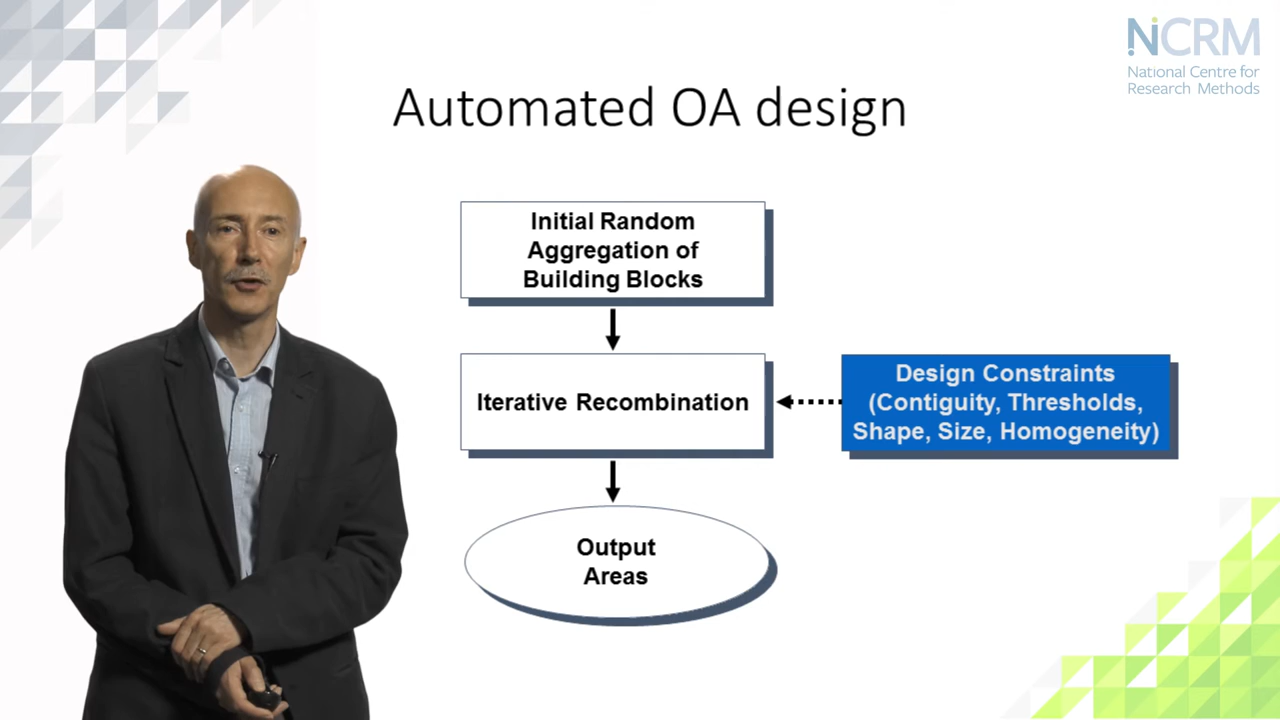 NCRM
National Centre for
Research Methods
Automated OA design
Initial Random
Aggregation of
Building Blocks
Iterative Recombination
Design Constraints
(Contiguity, Thresholds,
Shape, Size, Homogeneity)
Output
Areas